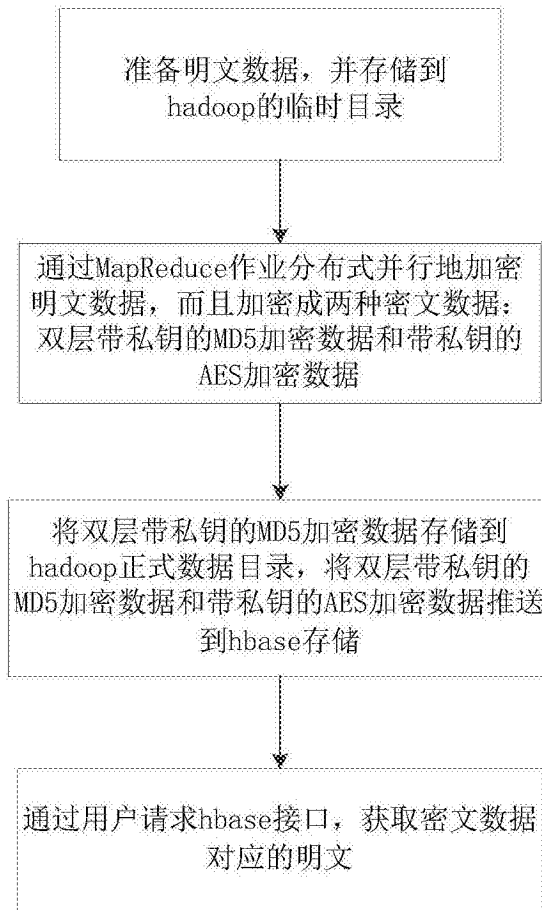 准备明文数据，并存储到
hadoop的临时目录
通过MapReduce作业分布式并行地加密
明文数据，而且加密成两种密文数据：
双层带私钥的MD5加密数据和带私钥的
AES加密数据
将双层带私钥的MD5加密数据存储到
hadoop正式数据目录，将双层带私钥的
MD5加密数据和带私钥的AES加密数据推送
到hbase存储
通过用户请求hbase接口，获取密文数据
对应的明文